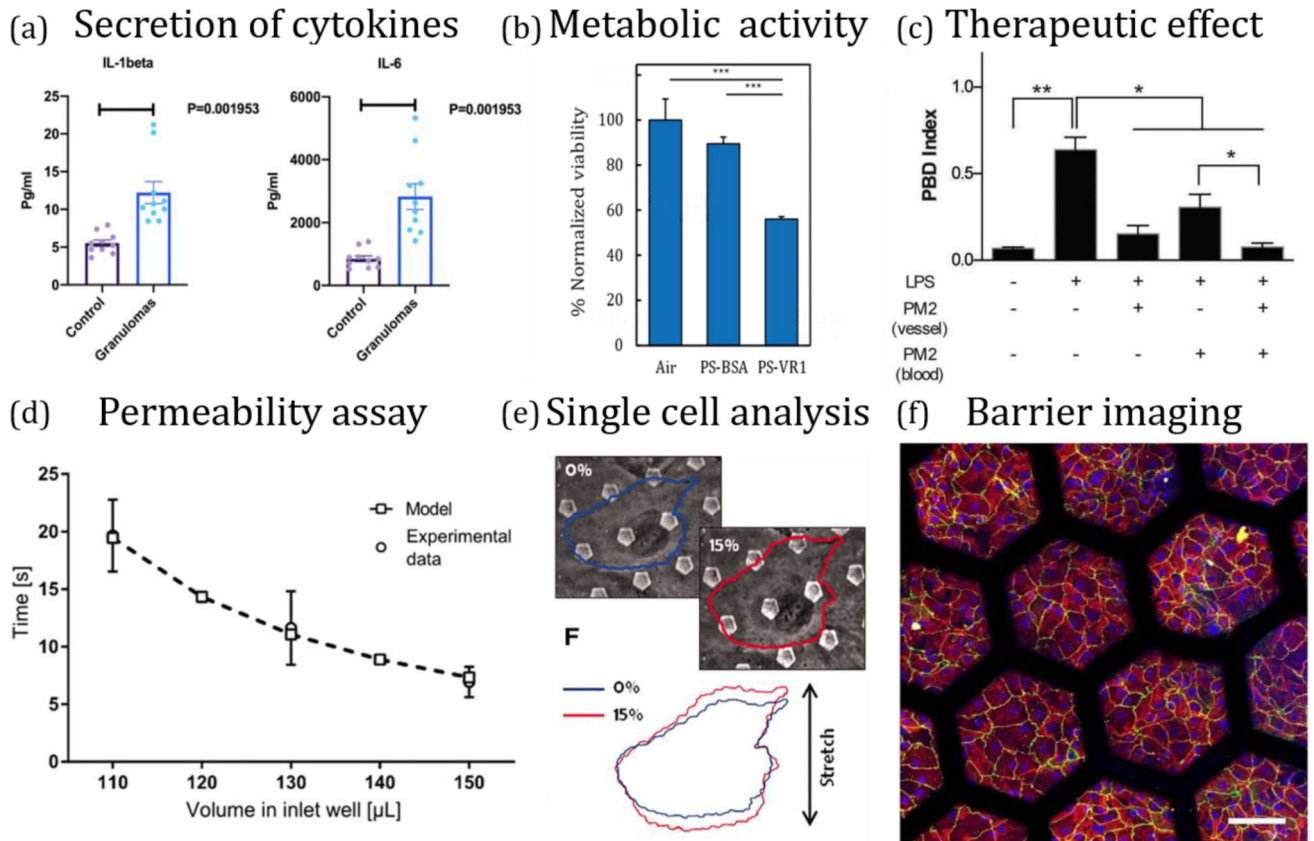 (a) Secretion of cytokines
IL-1beta
P=0.001953
Pg/ml
25
20
15
10
5
0
Control
Granulomas
IL-6
P=0.001953
Pg/ml
6000
4000
2000
0
Control
Granulomas
(b) Metabolic activity
% Normalized viability
***
***
100
80
60
40
20
0
Air PS-BSA PS-VR1
(c) Therapeutic effect
PBD Index
1.0
0.5
0.0
** *
*
LPS - + + + +
PM2 (vessel) - - + - +
PM2 (blood) - - - + +
(d) Permeability assay
Time [s]
25
20
15
10
5
0
Model
Experimental
data
110 120 130 140 150
Volume in inlet well [µL]
(e) Single cell analysis
0%
15%
F
0%
15%
Stretch
(f) Barrier imaging